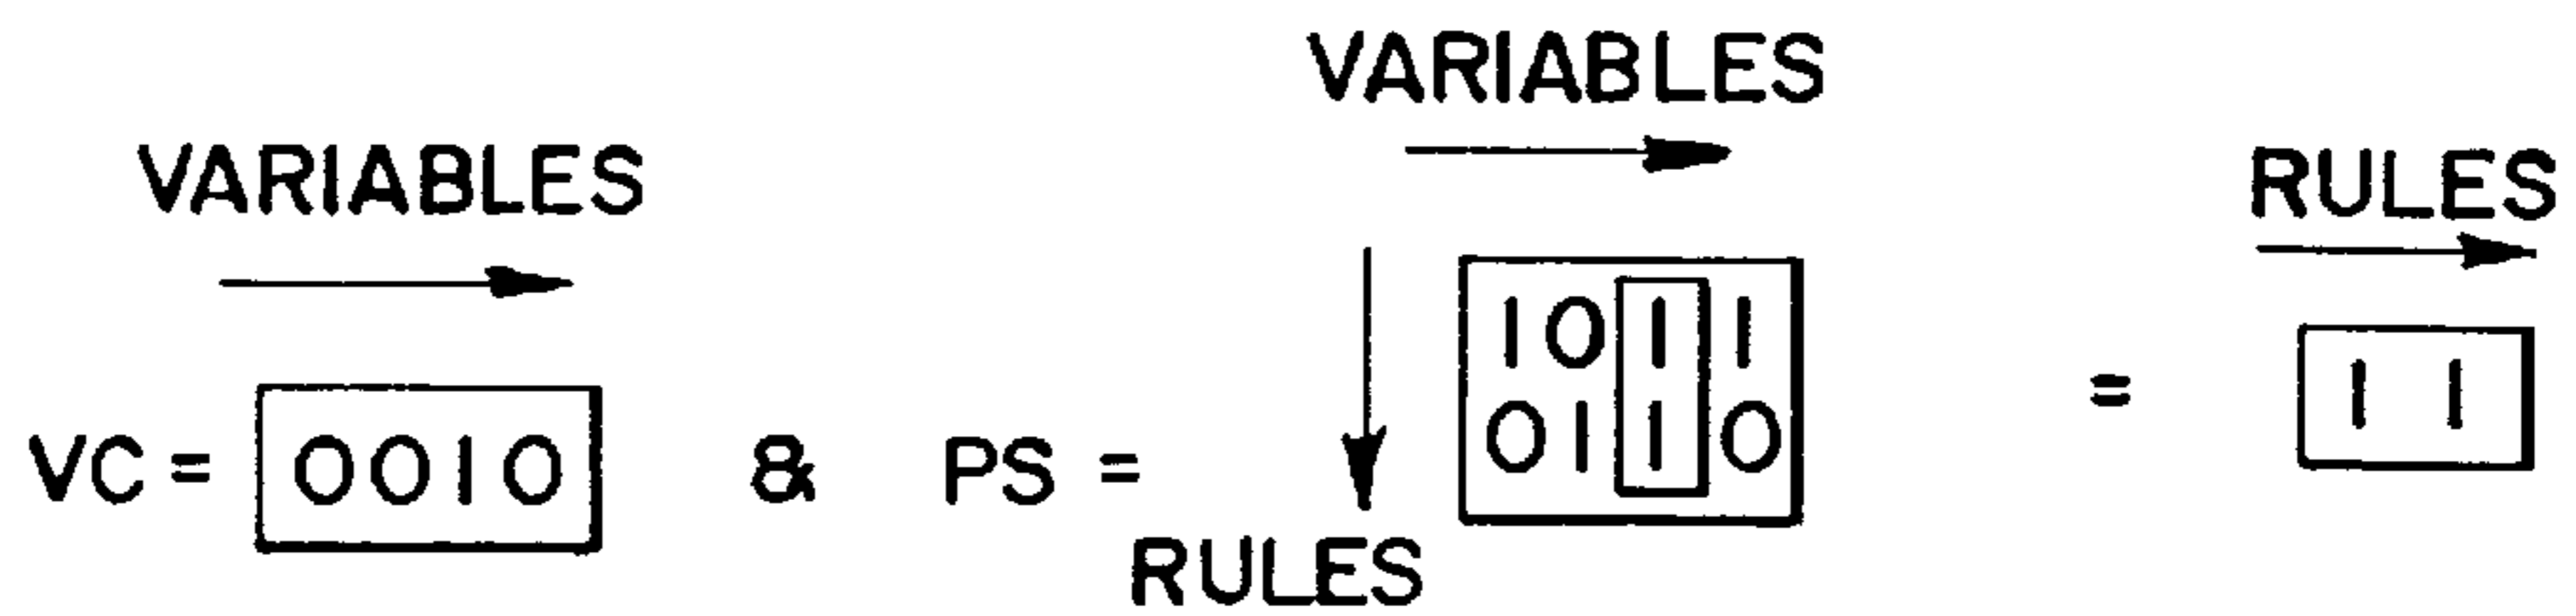 VARIABLES
VARIABLES
RULES
VC = 0010 & PS = 1011 = 11
0110
RULES